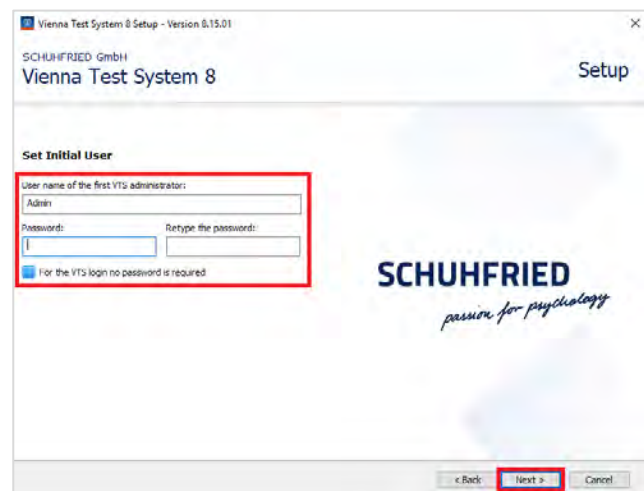 Vienna Test System 8 Setup - Version 8.15.01
SCHUHFRIED GmbH
Vienna Test System 8
Setup
Set Initial User
User name of the first VTS administrator:
Admin
Password: Retype the password:
For the VTS login no password is required
SCHUHFRIED
passion for psychology
< Back Next > Cancel